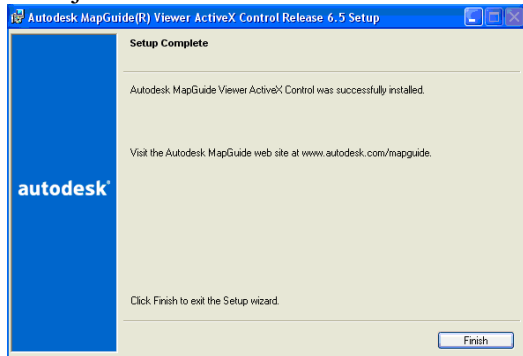 Autodesk MapGuide(R) Viewer ActiveX Control Release 6.5 Setup
Setup Complete
Autodesk MapGuide Viewer ActiveX Control was successfully installed.
Visit the Autodesk MapGuide web site at www.autodesk.com/mapguide.
autodesk®
Click Finish to exit the Setup wizard.
Finish